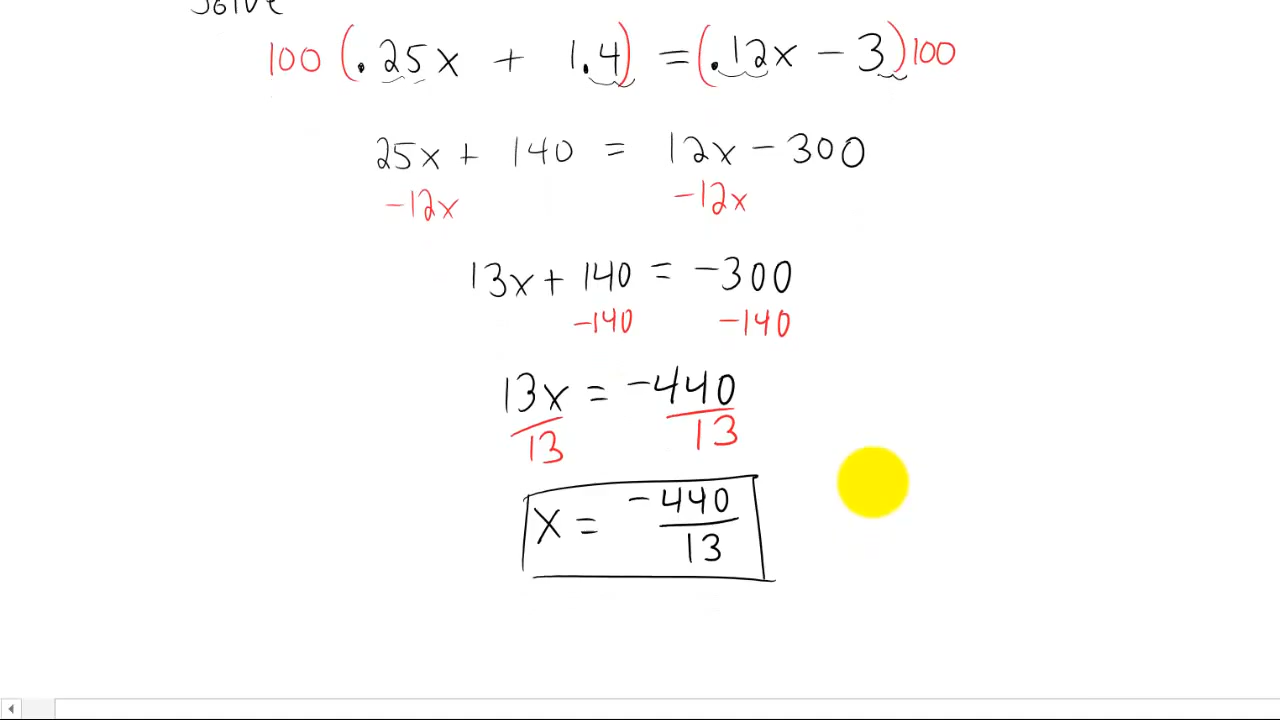 Solve
100 (.25x + 1.4) = (.12x - 3) 100
25x + 140 = 12x - 300
-12x -12x
13x + 140 = -300
-140 -140
13x = -440
13 13
x = -440
13